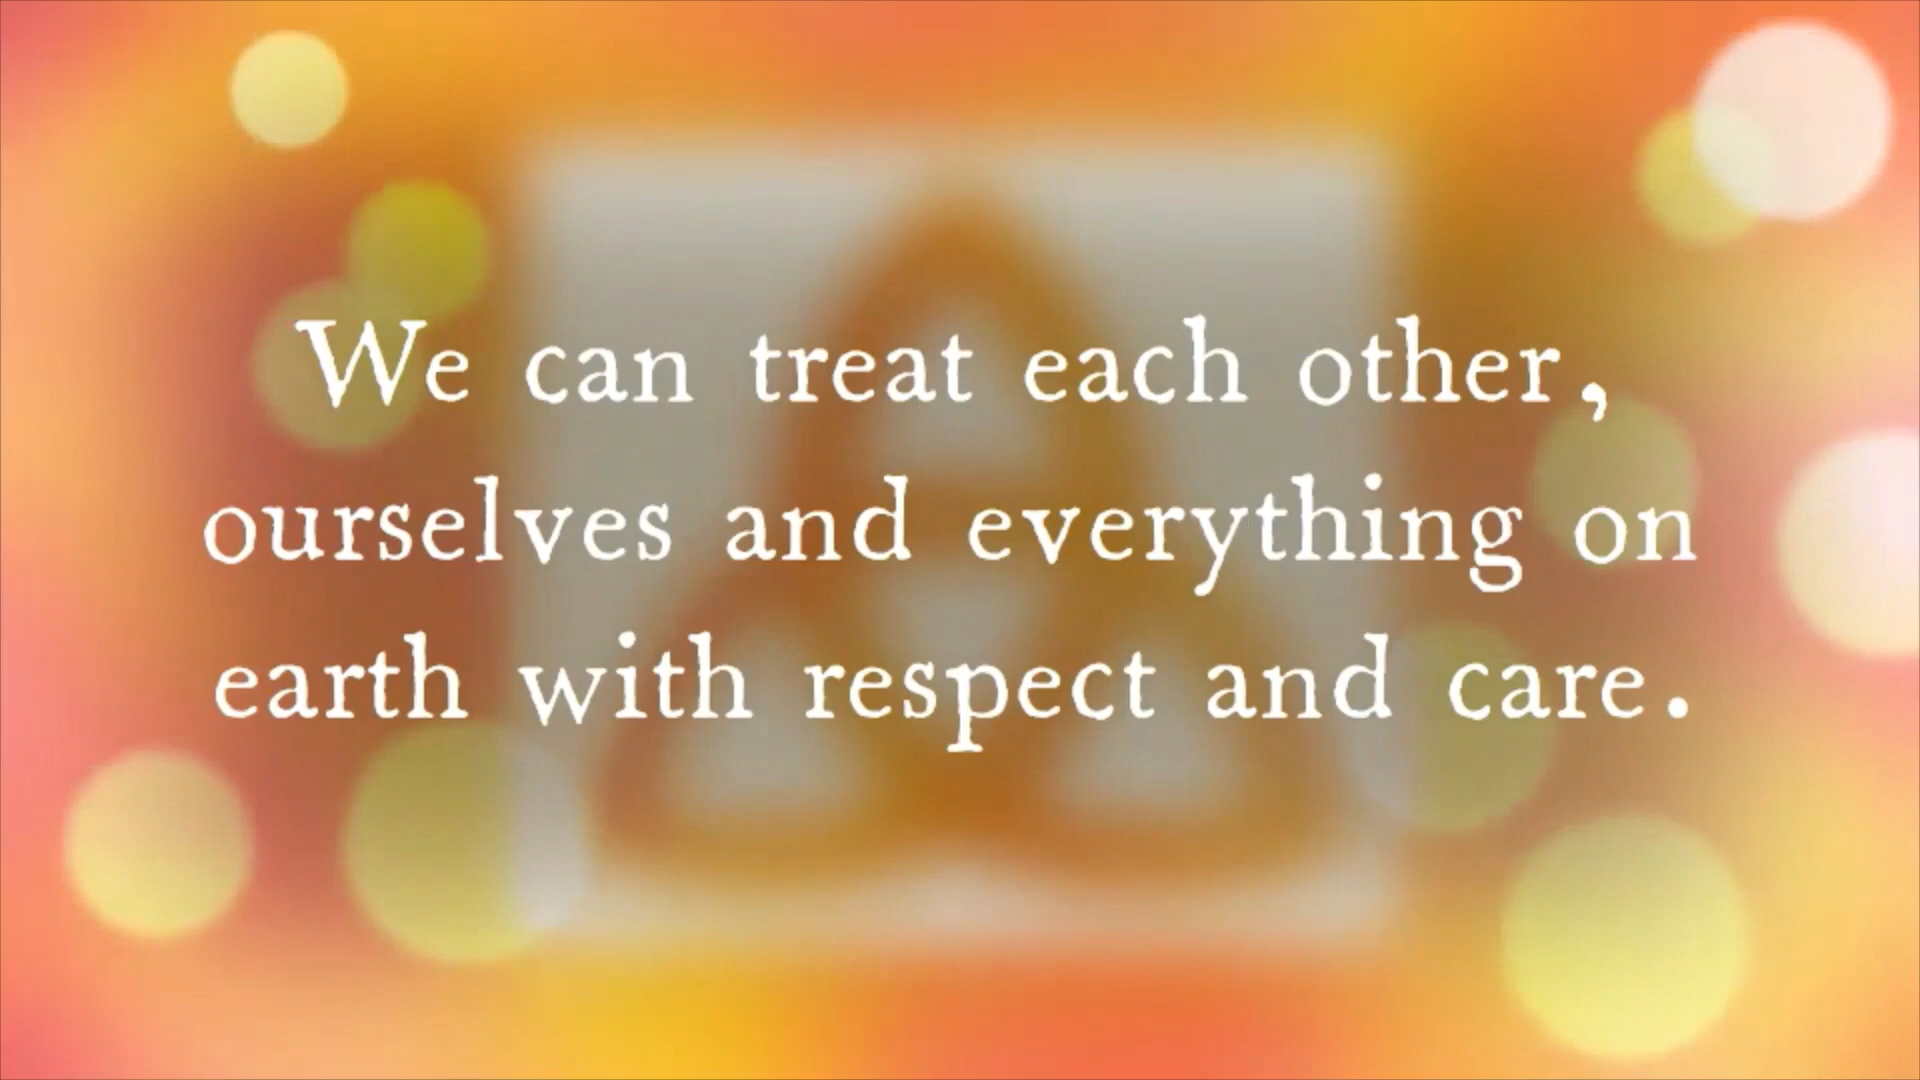 We can treat each other,
ourselves and everything on
earth with respect and care.